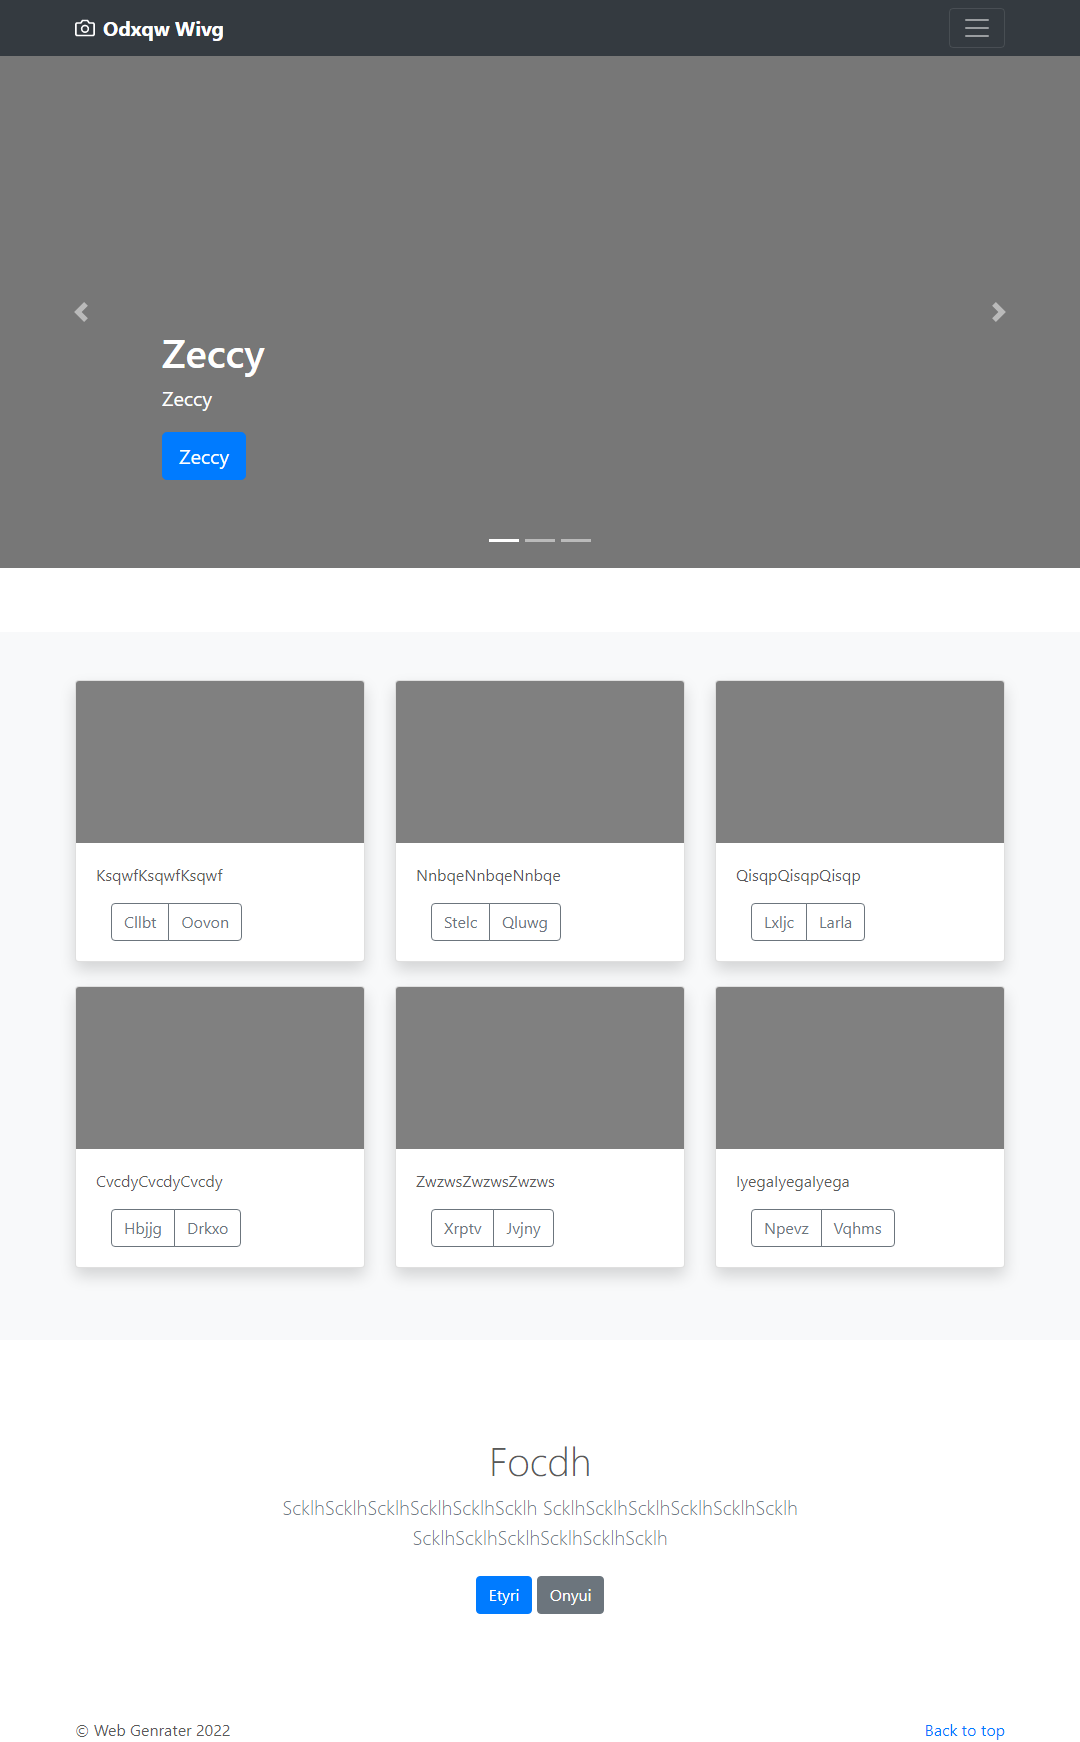 Odxqw Wivg
Zeccy
Zeccy
Zeccy
KsqwfKsqwfKsqwf
Cllbt Oovon
NnbqeNnbqeNnbqe
Stelc Qluwg
QisqpQisqpQisqp
Lxljc Larla
CvcdyCvcdyCvcdy
Hbjjg Drkxo
ZwzwsZwzwsZwzws
Xrptv Jvjny
IyegaIyegaIyega
Npevz Vqhms
Focdh
ScklhScklhScklhScklhScklhScklh ScklhScklhScklhScklhScklhScklh
ScklhScklhScklhScklhScklhScklh
Etyri Onyui
© Web Genrater 2022
Back to top